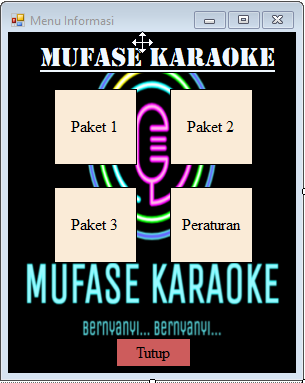 Menu Informasi
MUFASE KARAOKE
Paket 1
Paket 2
Paket 3
Peraturan
MUFASE KARAOKE
Bernyanyi... Bernyanyi...
Tutup